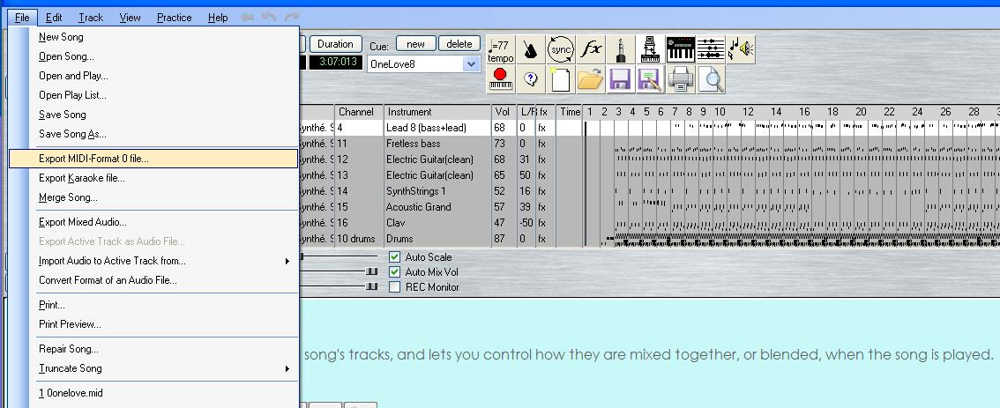 File Edit Track View Practice Help
New Song
Open Song...
Open and Play...
Open Play List...
Save Song
Save Song As...
Export MIDI-Format 0 file...
Export Karaoke file...
Merge Song...
Export Mixed Audio...
Export Active Track as Audio File...
Import Audio to Active Track from...
Convert Format of an Audio File...
Print...
Print Preview...
Repair Song...
Truncate Song
1 0onelove.mid
Duration Cue: new delete
3:07:013 OneLove8
♩=77
tempo
sync
fx
Channel Instrument Vol L/R fx Time 1 2 3 4 5 6 7 8 9 10 12 14 16 18 20 22 24 26 28
Synthé. S 4 Lead 8 (bass+lead) 68 0 fx
Synthé. S 11 Fretless bass 73 0 fx
Synthé. S 12 Electric Guitar(clean) 68 31 fx
Synthé. S 13 Electric Guitar(clean) 65 50 fx
Synthé. S 14 SynthStrings 1 52 16 fx
Synthé. S 15 Acoustic Grand 57 39 fx
Synthé. S 16 Clav 47 -50 fx
Synthé. S 10 drums Drums 87 0 fx
Auto Scale
Auto Mix Vol
REC Monitor
song's tracks, and lets you control how they are mixed together, or blended, when the song is played.